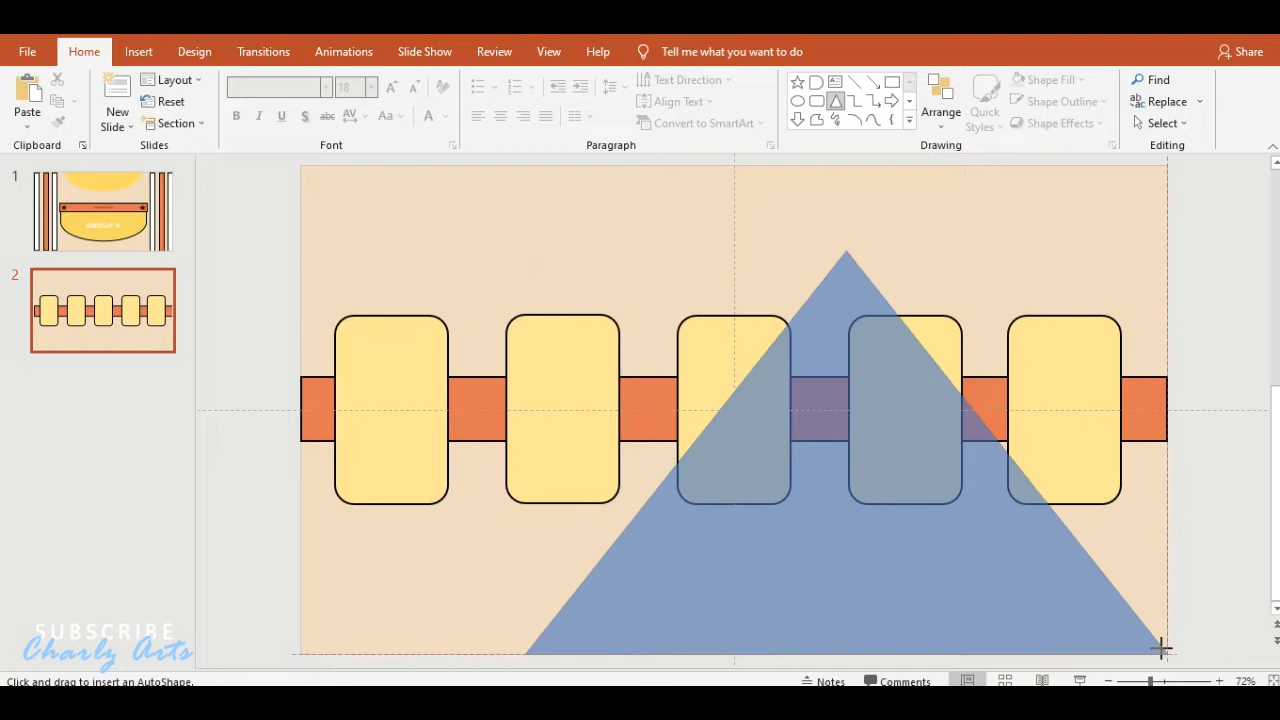 File Home Insert Design Transitions Animations Slide Show Review View Help Tell me what you want to do Share
Paste New Slide Layout Reset Section 18 Text Direction Align Text Convert to SmartArt Arrange Quick Styles Shape Fill Shape Outline Shape Effects Find Replace Select
Clipboard Slides Font Paragraph Drawing Editing
1
2
SUBSCRIBE
Charly Arts
Click and drag to insert an AutoShape. Notes Comments 72%